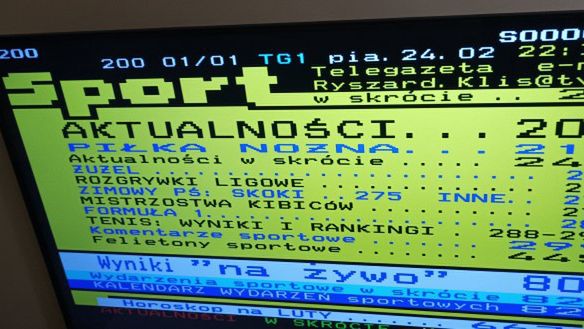 200 200 01/01 TG1 pia. 24. 02 22:
Sport
Telegazeta
Ryszard.Klis@
w skrócie ..
AKTUALNOŚCI... 20
PIŁKA NOŻNA...
Aktualności w skrócie
ŻUŻEL
ROZGRYWKI LIGOWE
ZIMOWY PŚ: SKOKI . 275 INNE..
MISTRZOSTWA KIBICÓW
FORMUŁA 1
TENIS: WYNIKI I RANKINGI . 288-
Komentarze sportowe
Felietony sportowe
Wyniki "na żywo" 80
Wydarzenia sportowe w skrócie
KALENDARZ WYDARZEŃ sportowych
Horoskop na LUTY
AKTUALNOŚCI W SKRÓCIE